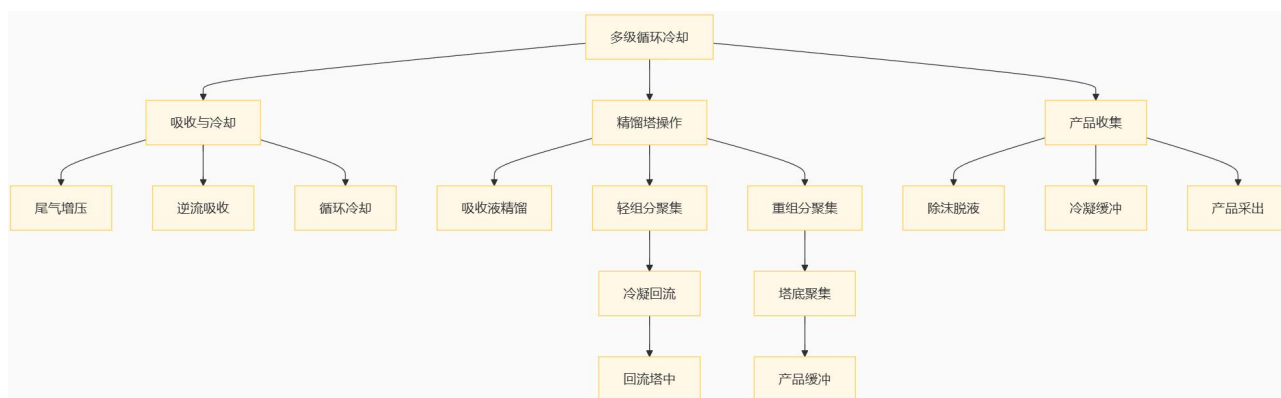 多级循环冷却
吸收与冷却
精馏塔操作
产品收集
尾气增压
逆流吸收
循环冷却
吸收液精馏
轻组分聚集
重组分聚集
除沫脱液
冷凝缓冲
产品采出
冷凝回流
塔底聚集
回流塔中
产品缓冲